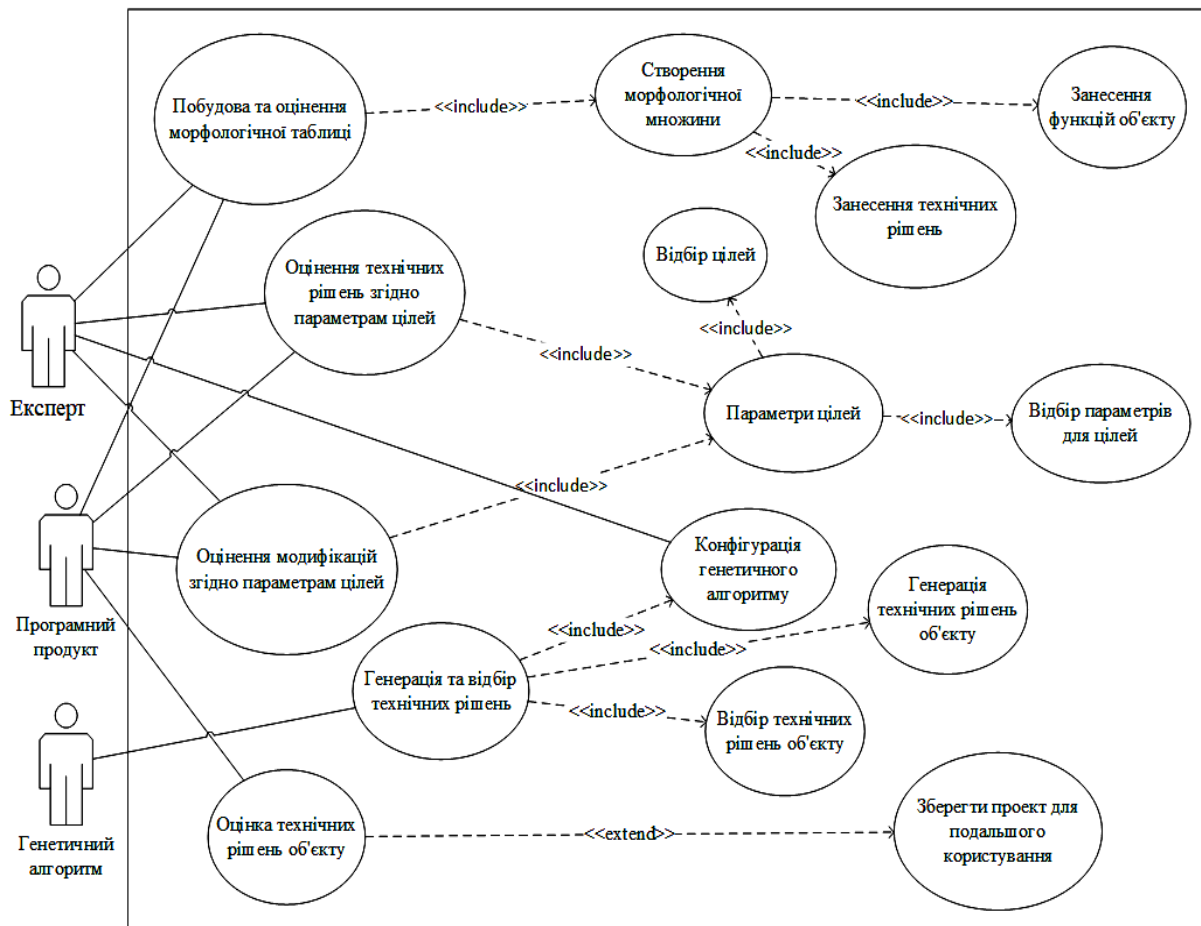 Побудова та оцінення
морфологічної таблиці
<<include>>
Створення
морфологічної
множини
<<include>>
Занесення
функцій об'єкту
<<include>>
Занесення технічних
рішень
Відбір цілей
Оцінення технічних
рішень згідно
параметрам цілей
<<include>>
<<include>>
Експерт
Параметри цілей
<<include>>
Відбір параметрів
для цілей
<<include>>
Оцінення модифікацій
згідно параметрам цілей
Конфігурація
генетичного
алгоритму
Генерація
технічних рішень
об'єкту
Програмний
продукт
<<include>>
<<include>>
Генерація та відбір
технічних рішень
<<include>>
Відбір технічних
рішень об'єкту
Генетичний
алгоритм
Оцінка технічних
рішень об'єкту
<<extend>>
Зберегти проект для
подальшого
користування